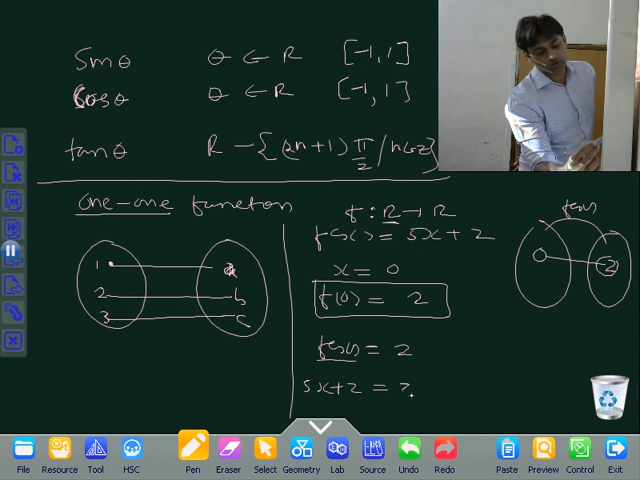 Sinθ θ ∈ R [-1, 1]
Cosθ θ ∈ R [-1, 1]
tanθ R - { (2n+1) π/2 / n ∈ Z }
One-one function
1 a
2 b
3 c
f : R → R
f(x) = 5x + 2
x = 0
f(0) = 2
f(x) = 2
5x+2 = 2
f(x)
0 2
File Resource Tool HSC Pen Eraser Select Geometry Lab Source Undo Redo Paste Preview Control Exit